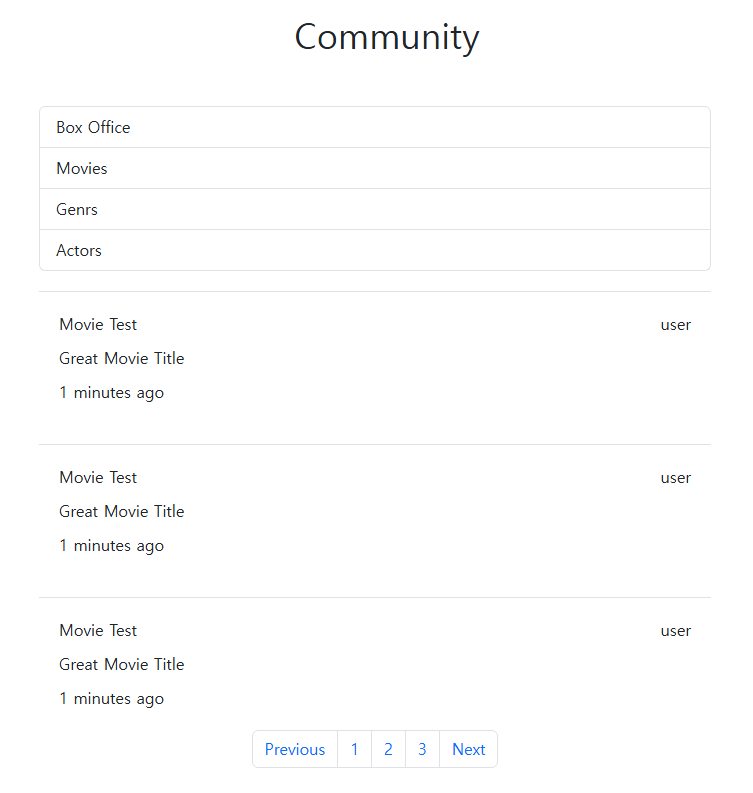 Community
Box Office
Movies
Genrs
Actors
Movie Test user
Great Movie Title
1 minutes ago
Movie Test user
Great Movie Title
1 minutes ago
Movie Test user
Great Movie Title
1 minutes ago
Previous 1 2 3 Next